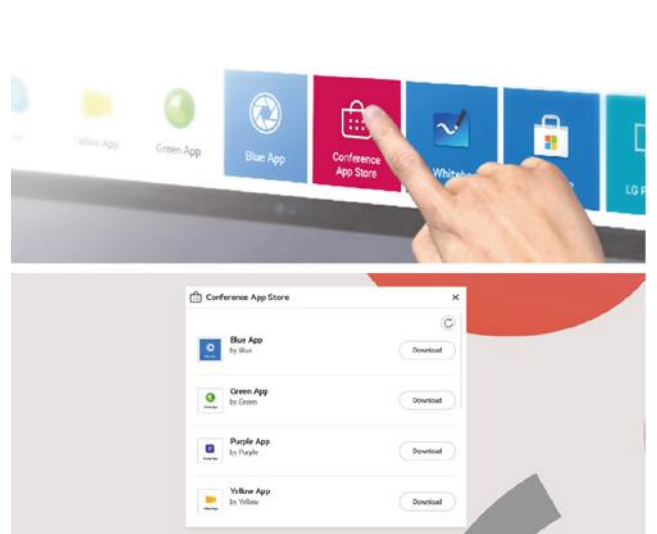 Yellow App
Green App
Blue App
Conference
App Store
LG
Conference App Store
Blue App
by Blue
Download
Green App
by Green
Download
Purple App
by Purple
Download
Yellow App
by Yellow
Download